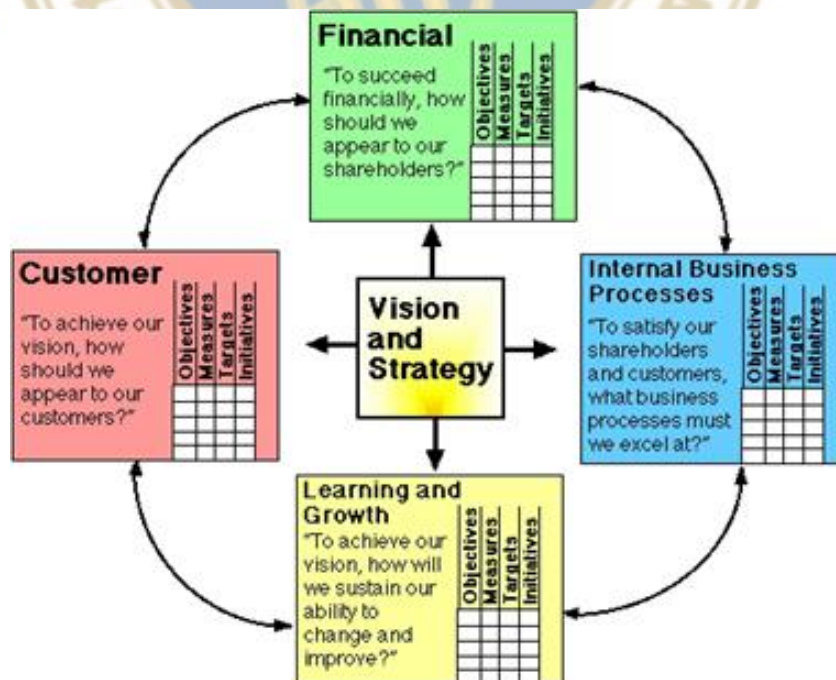 Financial
"To succeed
financially, how
should we
appear to our
shareholders?"
Objectives
Measures
Targets
Initiatives
Customer
"To achieve our
vision, how
should we
appear to our
customers?"
Objectives
Measures
Targets
Initiatives
Vision
and
Strategy
Internal Business
Processes
"To satisfy our
shareholders
and customers,
what business
processes must
we excel at?"
Objectives
Measures
Targets
Initiatives
Learning and
Growth
"To achieve our
vision, how will
we sustain our
ability to
change and
improve?"
Objectives
Measures
Targets
Initiatives